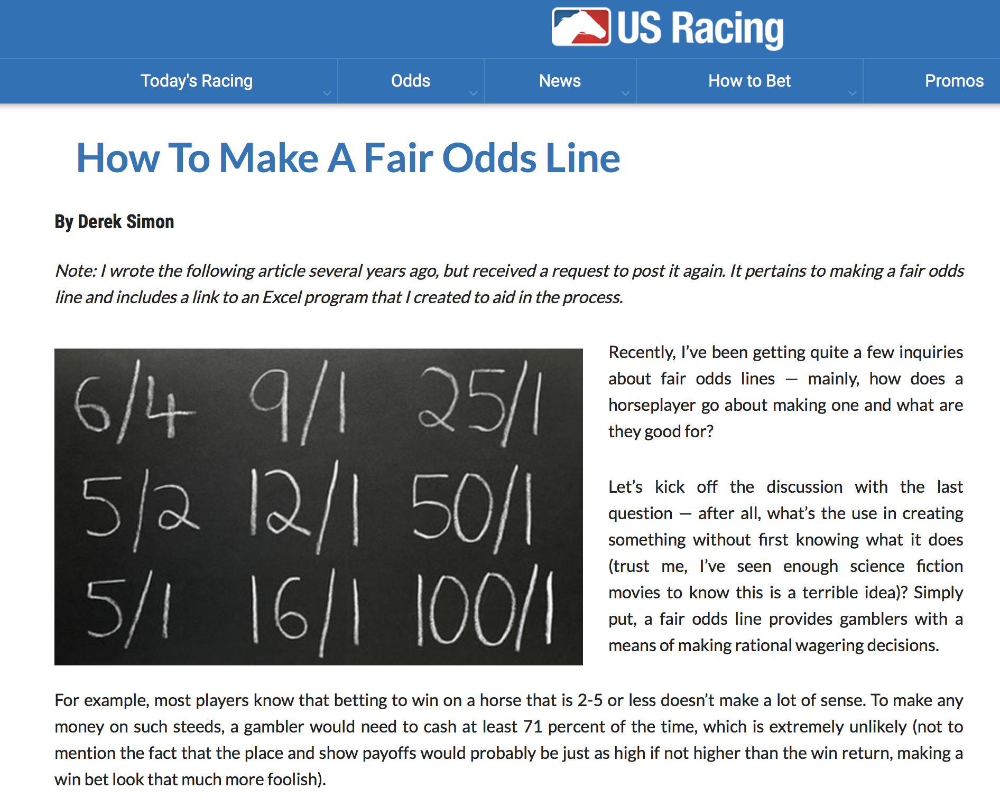 US Racing
Today's Racing
Odds
News
How to Bet
Promos
How To Make A Fair Odds Line
By Derek Simon
Note: I wrote the following article several years ago, but received a request to post it again. It pertains to making a fair odds
line and includes a link to an Excel program that I created to aid in the process.
6/4 9/1 25/1
5/2 12/1 50/1
5/1 16/1 100/1
Recently, I’ve been getting quite a few inquiries
about fair odds lines — mainly, how does a
horseplayer go about making one and what are
they good for?
Let’s kick off the discussion with the last
question — after all, what’s the use in creating
something without first knowing what it does
(trust me, I’ve seen enough science fiction
movies to know this is a terrible idea)? Simply
put, a fair odds line provides gamblers with a
means of making rational wagering decisions.
For example, most players know that betting to win on a horse that is 2-5 or less doesn’t make a lot of sense. To make any
money on such steeds, a gambler would need to cash at least 71 percent of the time, which is extremely unlikely (not to
mention the fact that the place and show payoffs would probably be just as high if not higher than the win return, making a
win bet look that much more foolish).